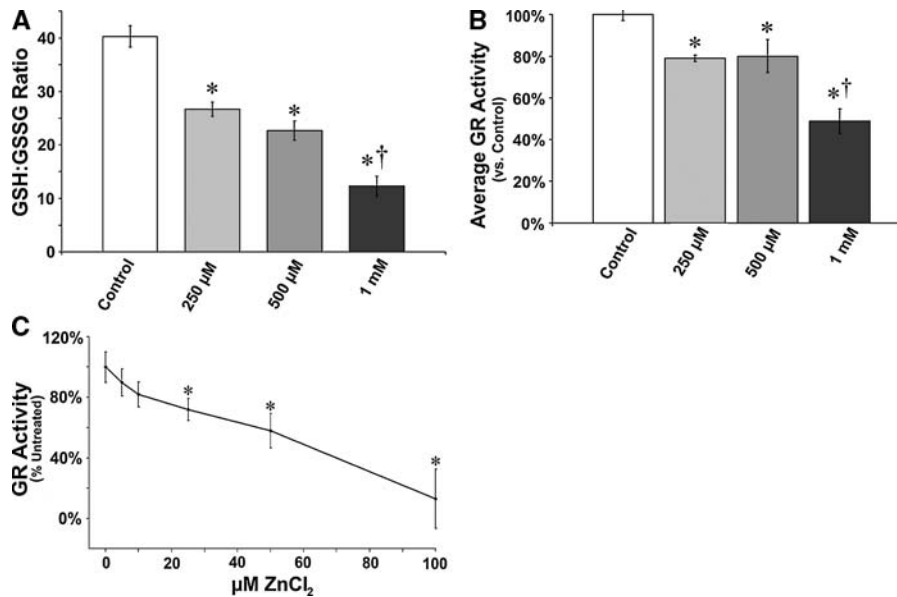 A
GSH:GSSG Ratio
40
30
20
10
0
*
*
*†
Control
250 µM
500 µM
1 mM
B
Average GR Activity
(vs. Control)
100%
80%
60%
40%
20%
0%
*
*
*†
Control
250 µM
500 µM
1 mM
C
GR Activity
(% Untreated)
120%
80%
40%
0%
*
*
*
0
20
40
60
80
100
µM ZnCl₂